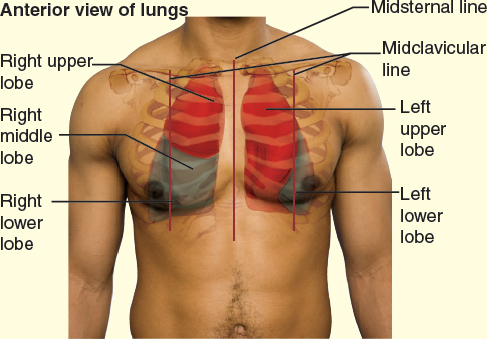 Anterior view of lungs
Midsternal line
Midclavicular
line
Right upper
lobe
Right
middle
lobe
Right
lower
lobe
Left
upper
lobe
Left
lower
lobe